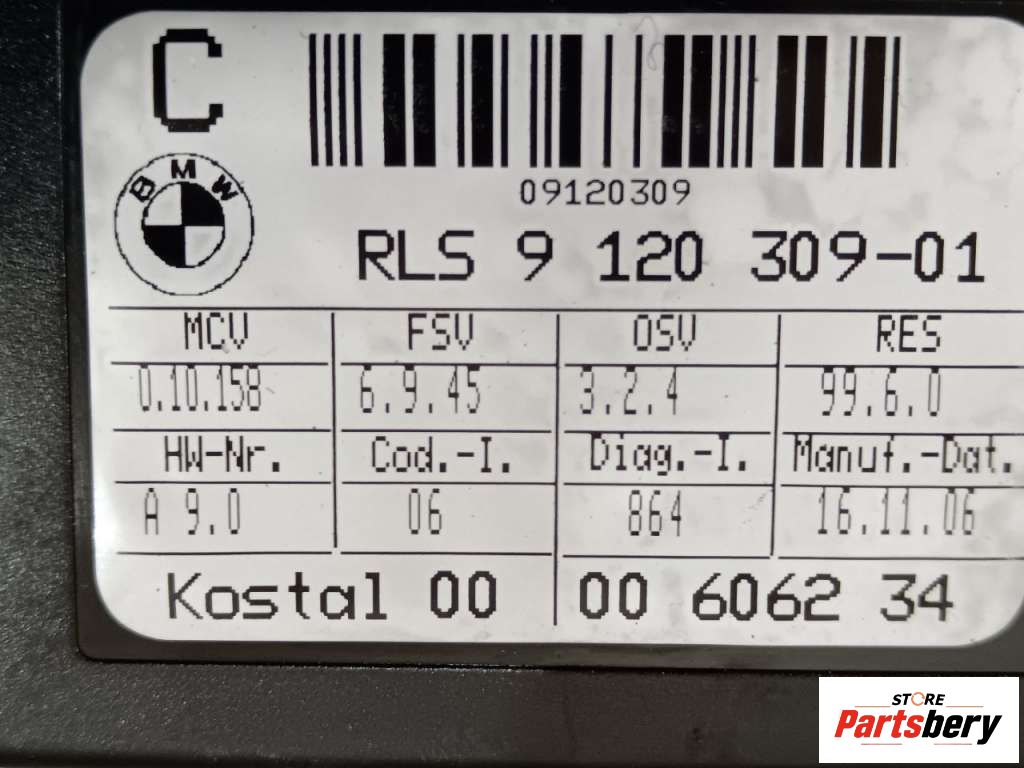 C
BMW
09120309
RLS 9 120 309-01
MCV FSV OSV RES
0.10.158 6.9.45 3.2.4 99.6.0
HW-Nr. Cod.-I. Diag.-I. Manuf.-Dat.
A 9.0 06 864 16.11.06
Kostal 00 00 6062 34
STORE
Partsbery